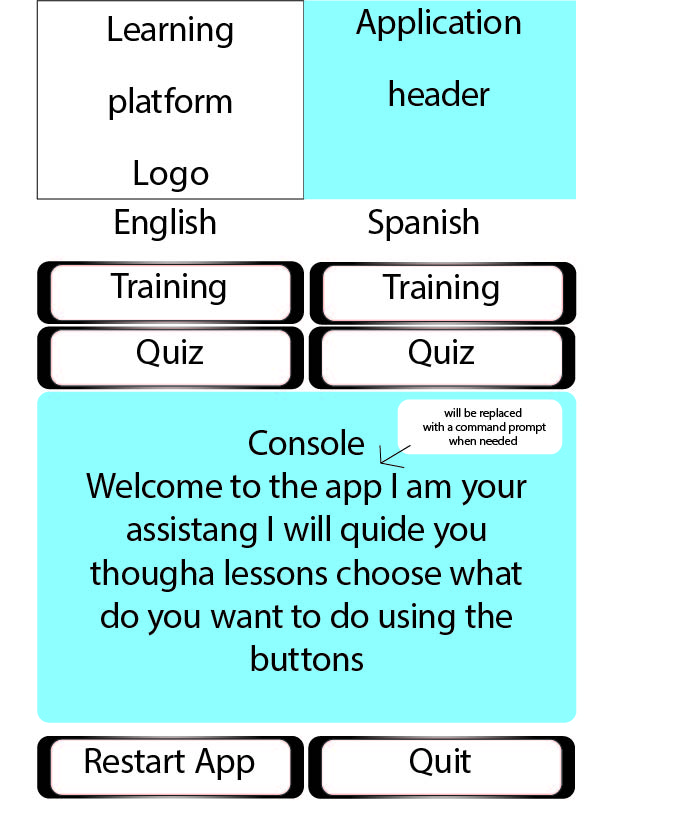 Learning
platform
Logo
Application
header
English
Spanish
Training
Training
Quiz
Quiz
will be replaced
with a command prompt
when needed
Console
Welcome to the app I am your
assistang I will quide you
thougha lessons choose what
do you want to do using the
buttons
Restart App
Quit